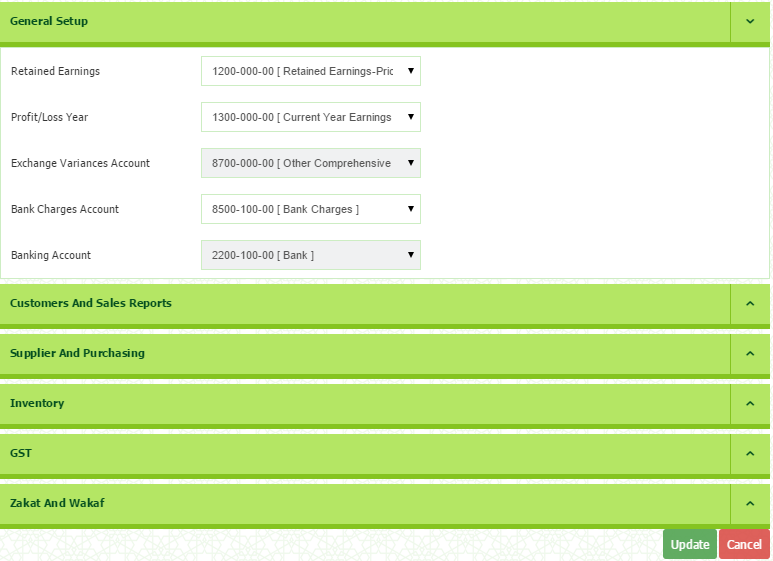 General Setup
Retained Earnings 1200-000-00 [ Retained Earnings-Pric
Profit/Loss Year 1300-000-00 [ Current Year Earnings
Exchange Variances Account 8700-000-00 [ Other Comprehensive
Bank Charges Account 8500-100-00 [ Bank Charges ]
Banking Account 2200-100-00 [ Bank ]
Customers And Sales Reports
Supplier And Purchasing
Inventory
GST
Zakat And Wakaf
Update Cancel